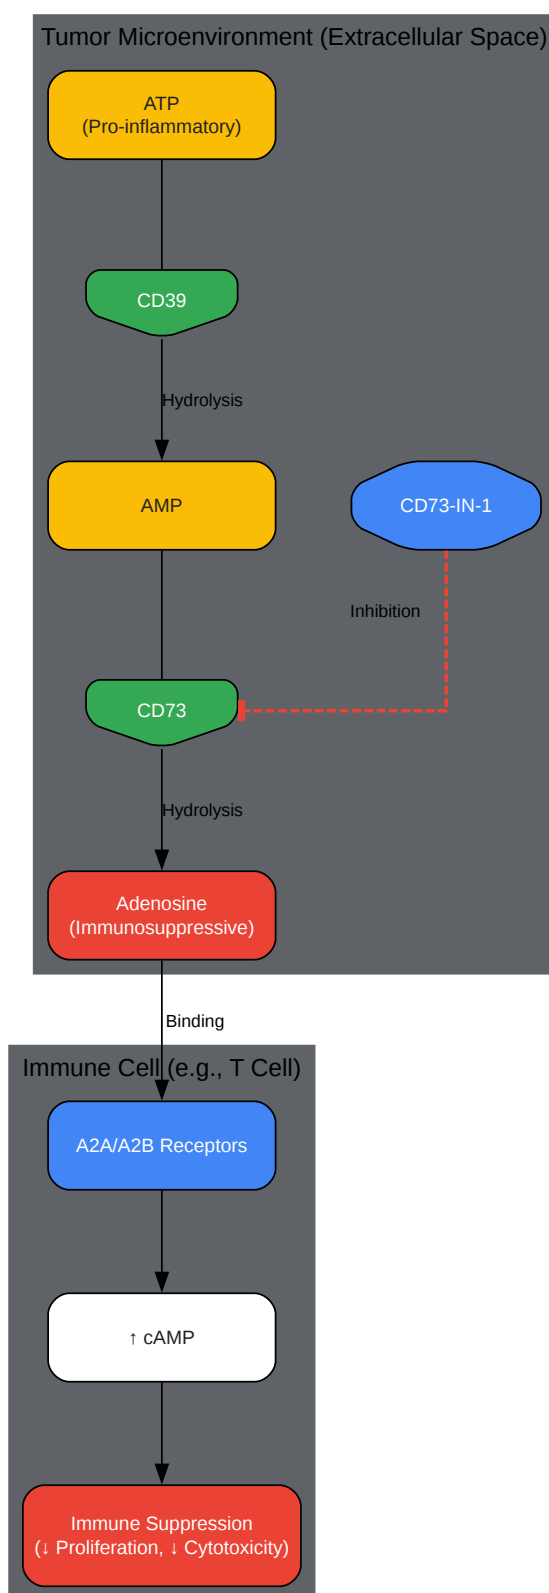 Tumor Microenvironment (Extracellular Space)
ATP
(Pro-inflammatory)
CD39
Hydrolysis
AMP
CD73-IN-1
Inhibition
CD73
Hydrolysis
Adenosine
(Immunosuppressive)
Binding
Immune Cell (e.g., T Cell)
A2A/A2B Receptors
↑ cAMP
Immune Suppression
(↓ Proliferation, ↓ Cytotoxicity)